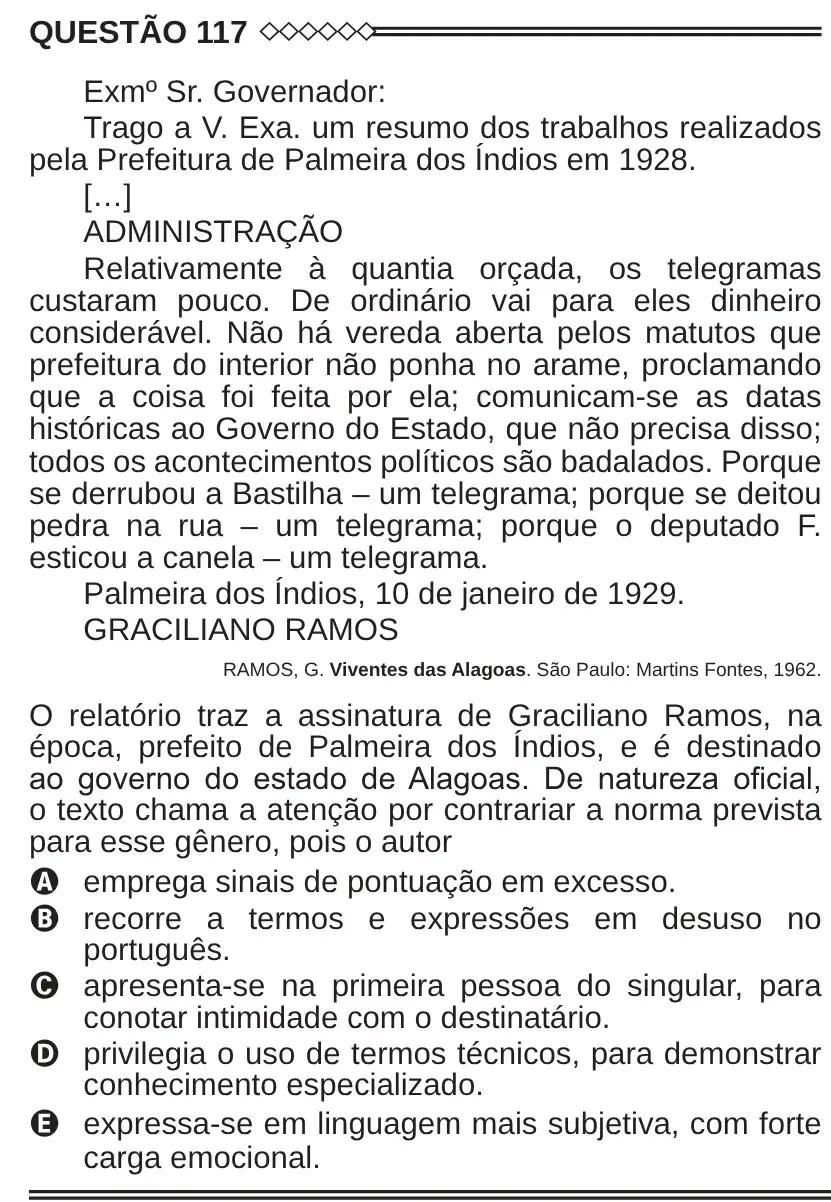 QUESTÃO 117
Exmº Sr. Governador:
Trago a V. Exa. um resumo dos trabalhos realizados
pela Prefeitura de Palmeira dos Índios em 1928.
[…]
ADMINISTRAÇÃO
Relativamente à quantia orçada, os telegramas
custaram pouco. De ordinário vai para eles dinheiro
considerável. Não há vereda aberta pelos matutos que
prefeitura do interior não ponha no arame, proclamando
que a coisa foi feita por ela; comunicam-se as datas
históricas ao Governo do Estado, que não precisa disso;
todos os acontecimentos políticos são badalados. Porque
se derrubou a Bastilha – um telegrama; porque se deitou
pedra na rua – um telegrama; porque o deputado F.
esticou a canela – um telegrama.
Palmeira dos Índios, 10 de janeiro de 1929.
GRACILIANO RAMOS
RAMOS, G. Viventes das Alagoas. São Paulo: Martins Fontes, 1962.
O relatório traz a assinatura de Graciliano Ramos, na
época, prefeito de Palmeira dos Índios, e é destinado
ao governo do estado de Alagoas. De natureza oficial,
o texto chama a atenção por contrariar a norma prevista
para esse gênero, pois o autor
A emprega sinais de pontuação em excesso.
B recorre a termos e expressões em desuso no
português.
C apresenta-se na primeira pessoa do singular, para
conotar intimidade com o destinatário.
D privilegia o uso de termos técnicos, para demonstrar
conhecimento especializado.
E expressa-se em linguagem mais subjetiva, com forte
carga emocional.